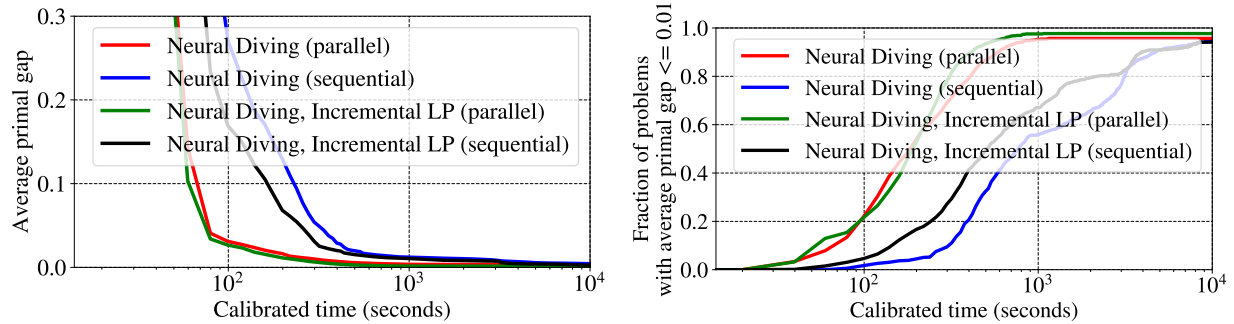 0.3
0.2
0.1
0.0
Average primal gap
Neural Diving (parallel)
Neural Diving (sequential)
Neural Diving, Incremental LP (parallel)
Neural Diving, Incremental LP (sequential)
10²
10³
10⁴
Calibrated time (seconds)
1.0
0.8
0.6
0.4
0.2
0.0
Fraction of problems
with average primal gap <= 0.01
Neural Diving (parallel)
Neural Diving (sequential)
Neural Diving, Incremental LP (parallel)
Neural Diving, Incremental LP (sequential)
10²
10³
10⁴
Calibrated time (seconds)